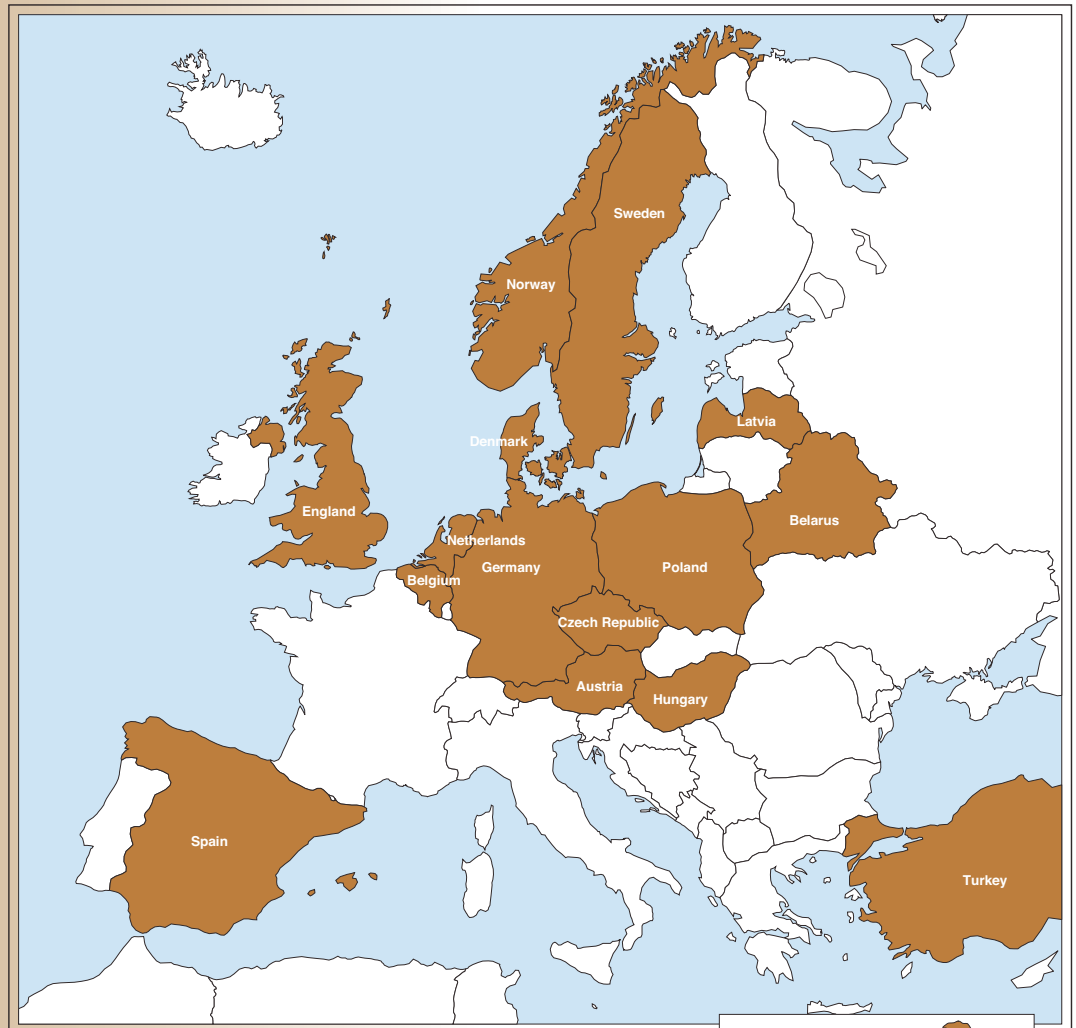 Sweden
Norway
Latvia
Denmark
England
Belarus
Netherlands
Germany
Poland
Belgium
Czech Republic
Austria
Hungary
Spain
Turkey